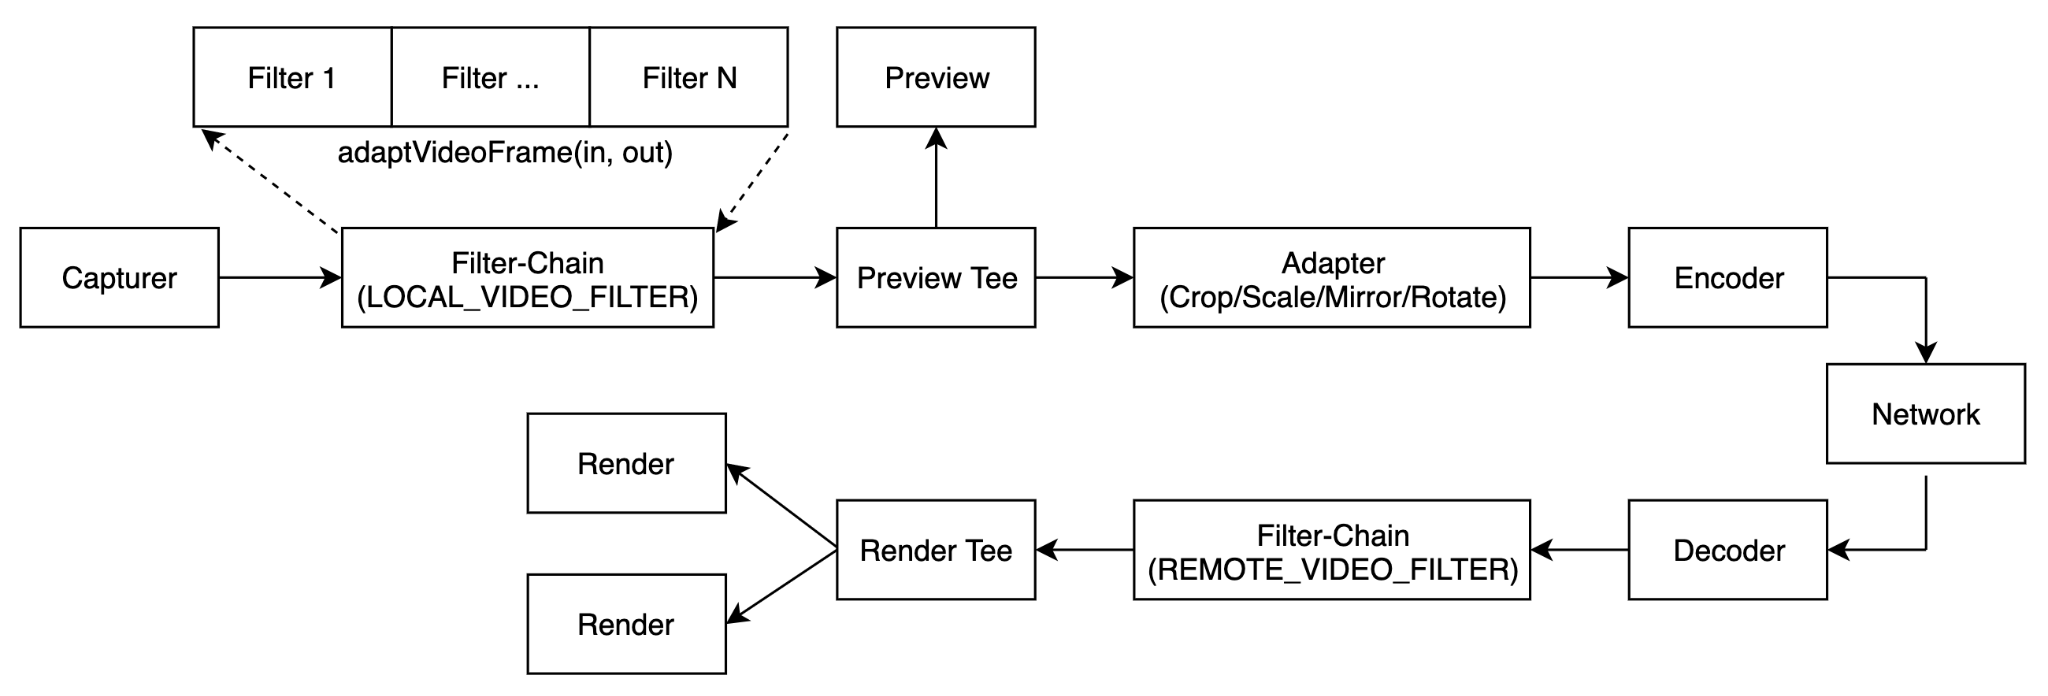 Filter 1
Filter ...
Filter N
Preview
adaptVideoFrame(in, out)
Capturer
Filter-Chain
(LOCAL_VIDEO_FILTER)
Preview Tee
Adapter
(Crop/Scale/Mirror/Rotate)
Encoder
Network
Render
Render Tee
Filter-Chain
(REMOTE_VIDEO_FILTER)
Decoder
Render